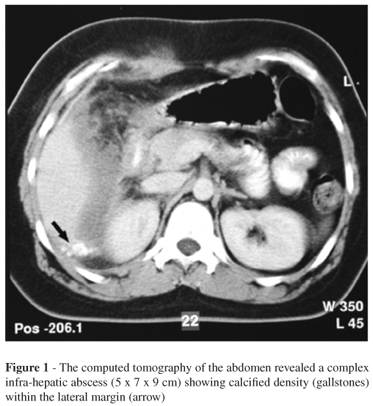 L
W 350
Pos -206.1
22
L 45
Figure 1 - The computed tomography of the abdomen revealed a complex
infra-hepatic abscess (5 x 7 x 9 cm) showing calcified density (gallstones)
within the lateral margin (arrow)